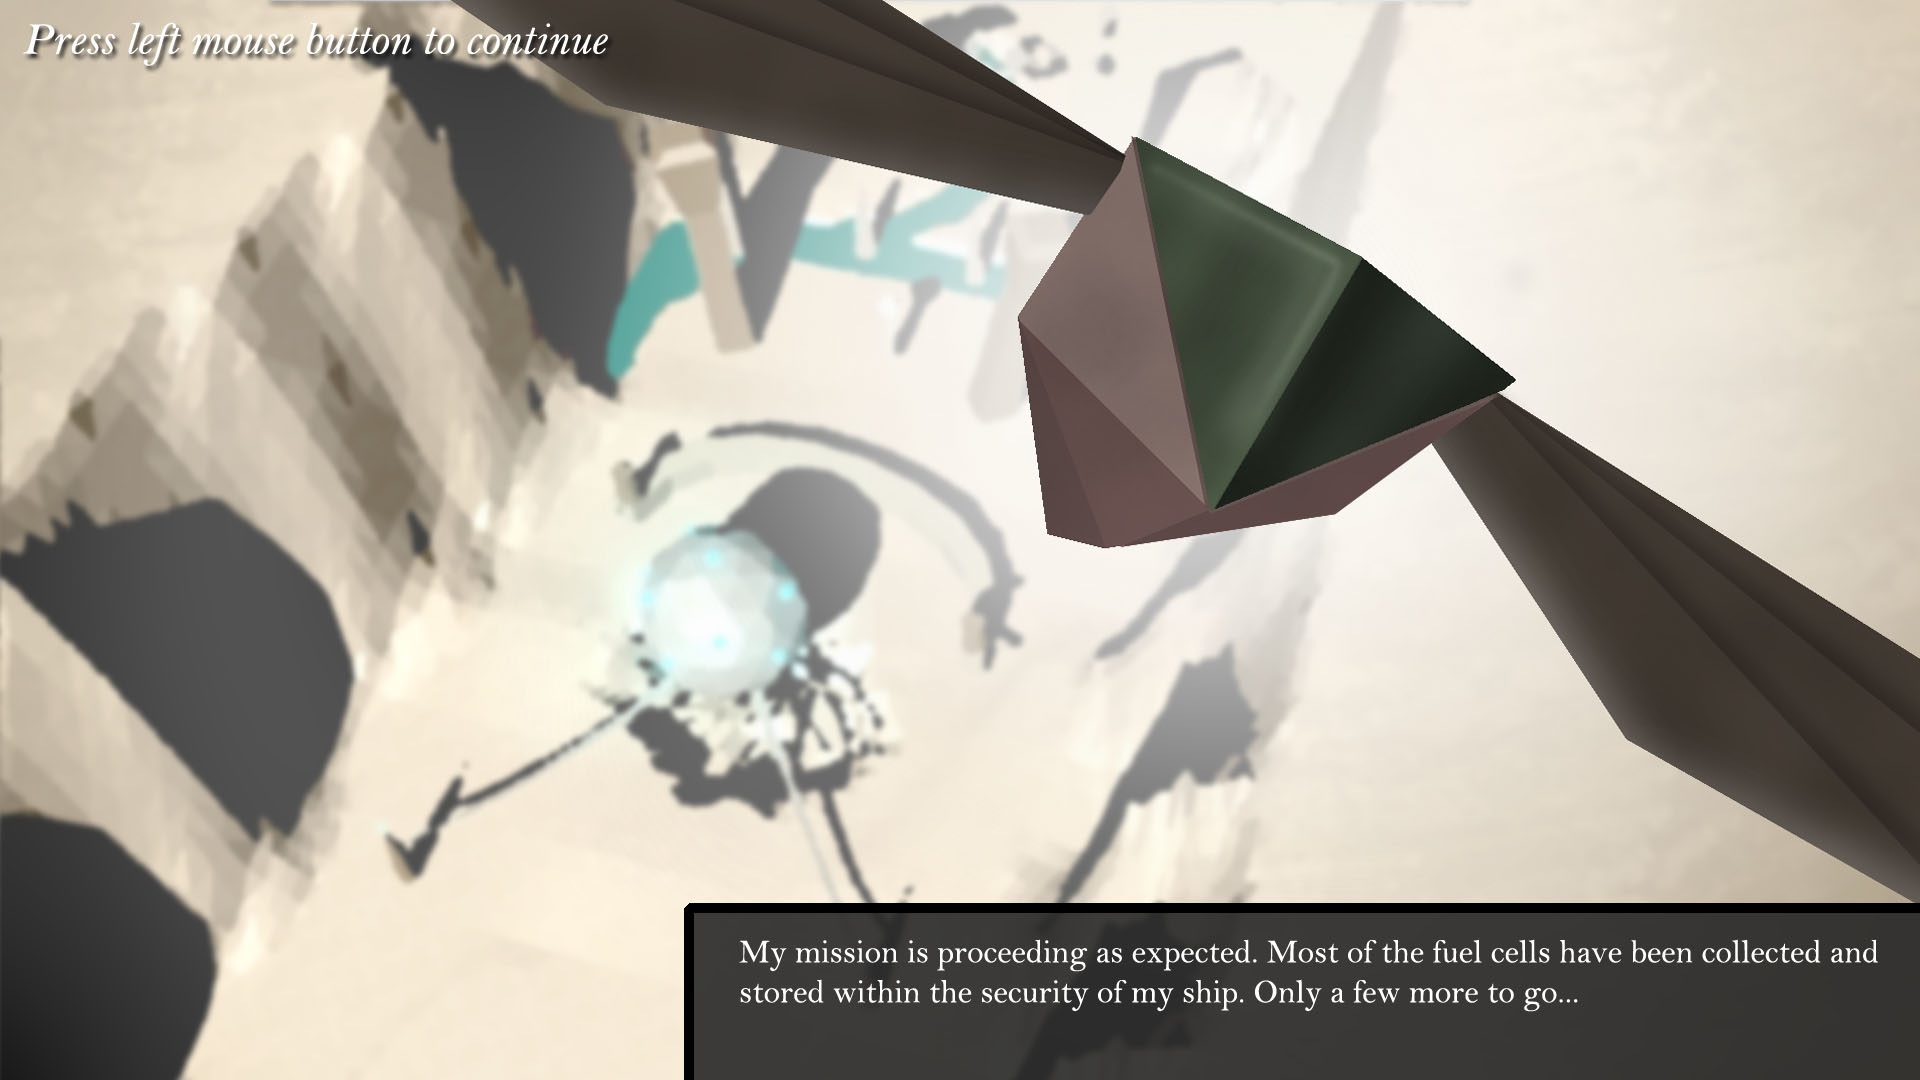 Press left mouse button to continue
My mission is proceeding as expected. Most of the fuel cells have been collected and
stored within the security of my ship. Only a few more to go...